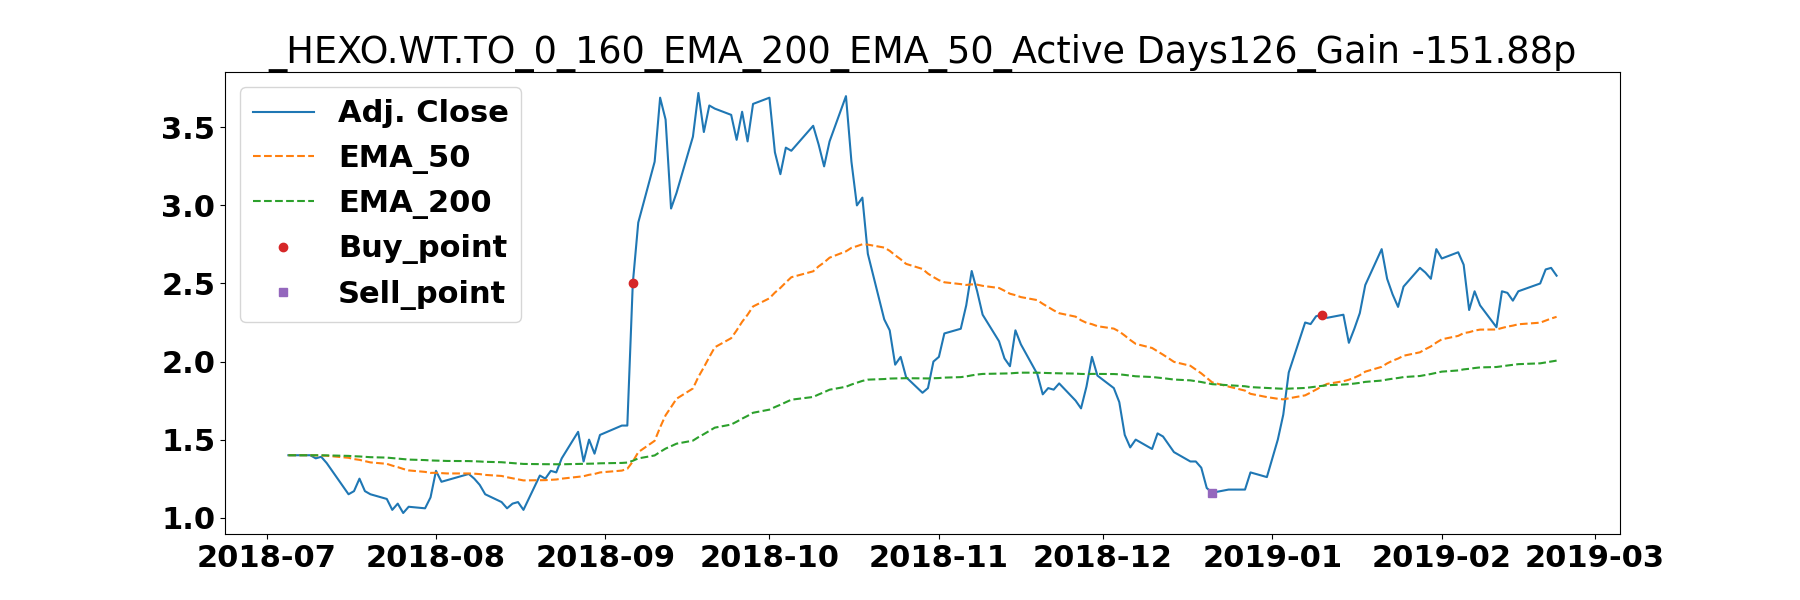 _HEXO.WT.TO_0_160_EMA_200_EMA_50_Active Days126_Gain -151.88p
Adj. Close
EMA_50
EMA_200
Buy_point
Sell_point
3.5
3.0
2.5
2.0
1.5
1.0
2018-07 2018-08 2018-09 2018-10 2018-11 2018-12 2019-01 2019-02 2019-03